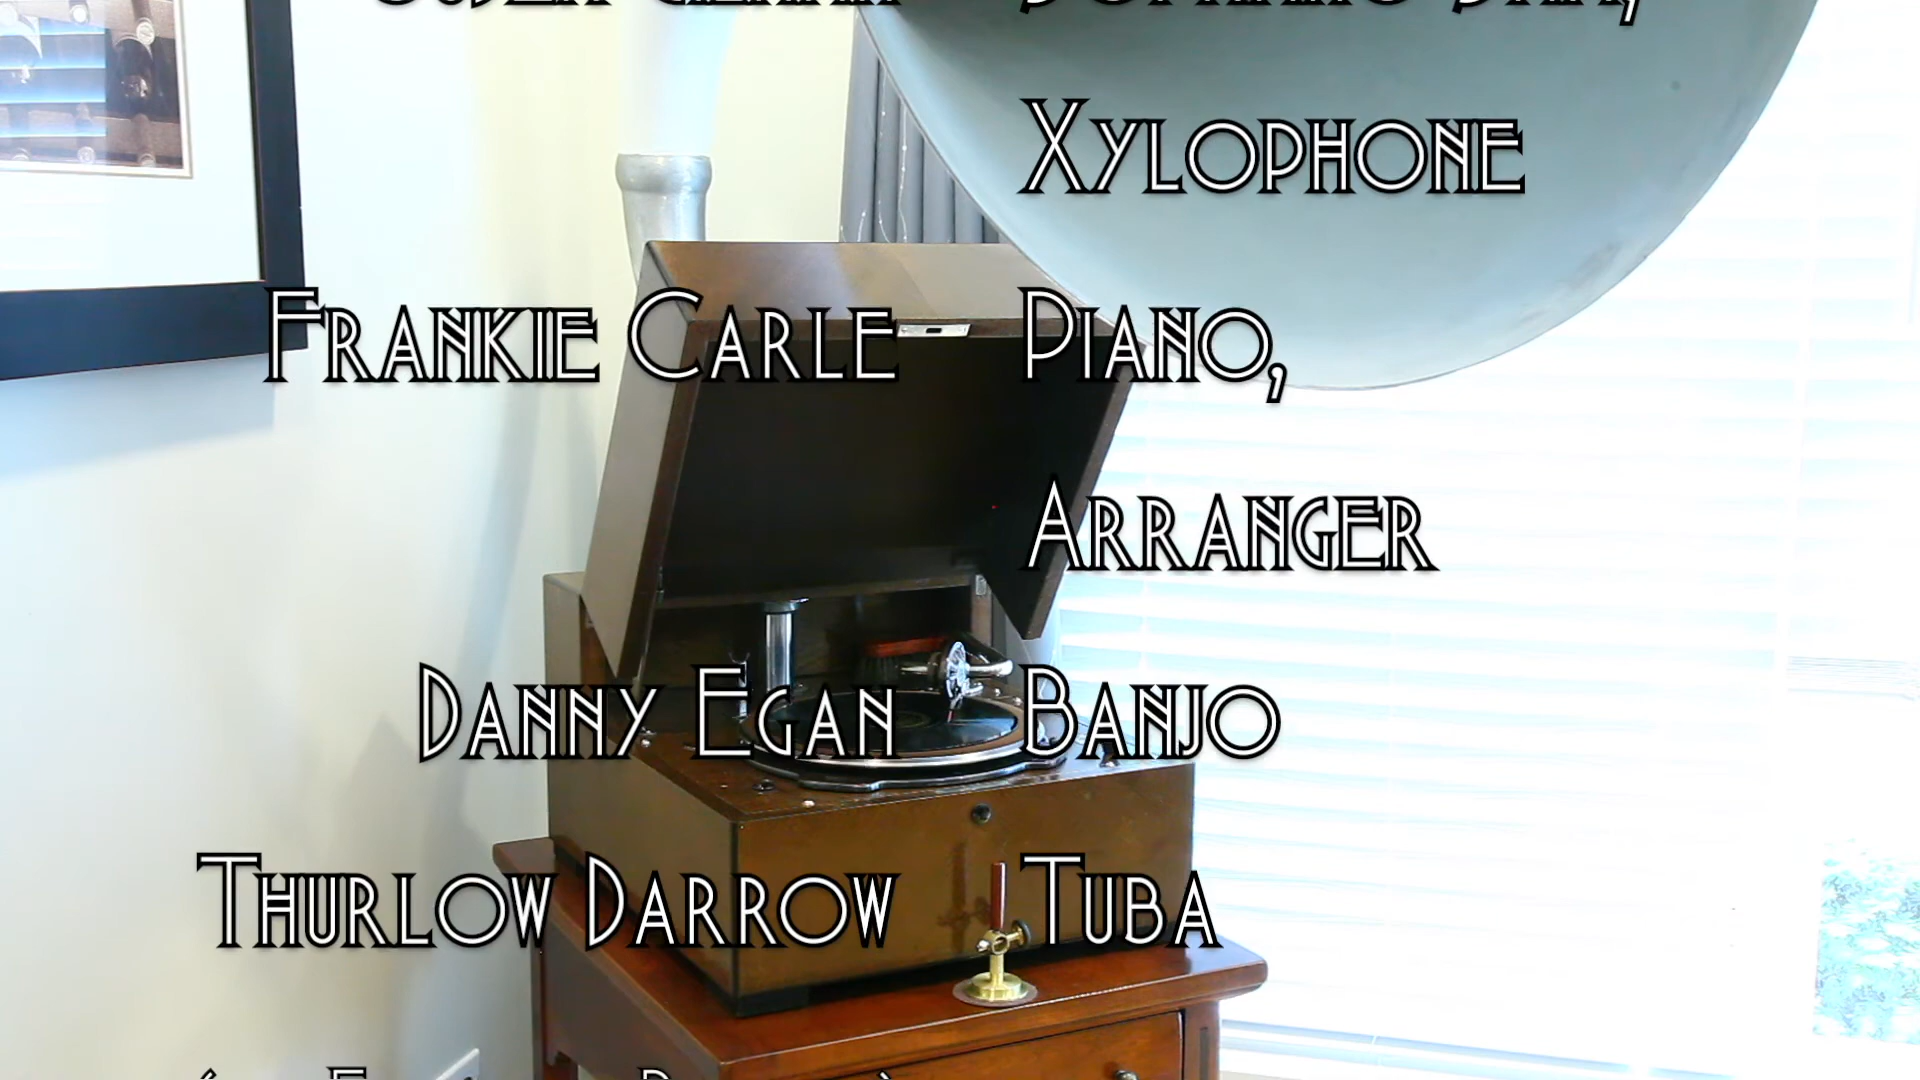 Xylophone
Frankie Carle Piano,
Arranger
Danny Egan Banjo
Thurlow Darrow Tuba